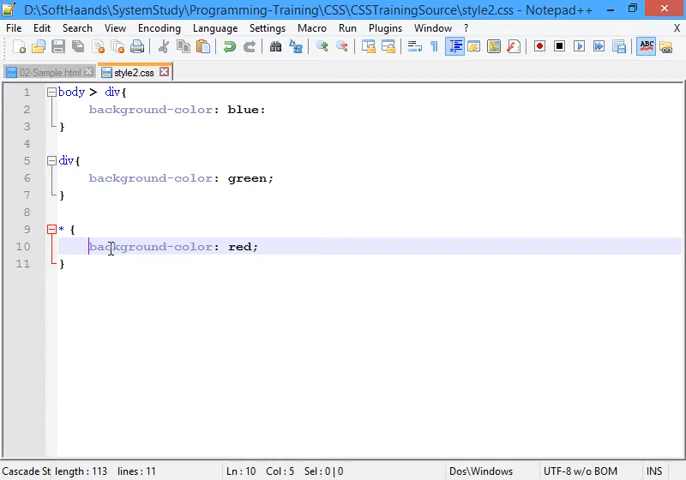 D:\SoftHaands\SystemStudy\Programming-Training\CSS\CSSTrainingSource\style2.css - Notepad++
File Edit Search View Encoding Language Settings Macro Run Plugins Window ? X
02-Sample.html style2.css
1 body > div{
2 background-color: blue:
3 }
4
5 div{
6 background-color: green;
7 }
8
9 * {
10 background-color: red;
11 }
Cascade St length : 113 lines : 11 Ln : 10 Col : 5 Sel : 0 | 0 Dos\Windows UTF-8 w/o BOM INS